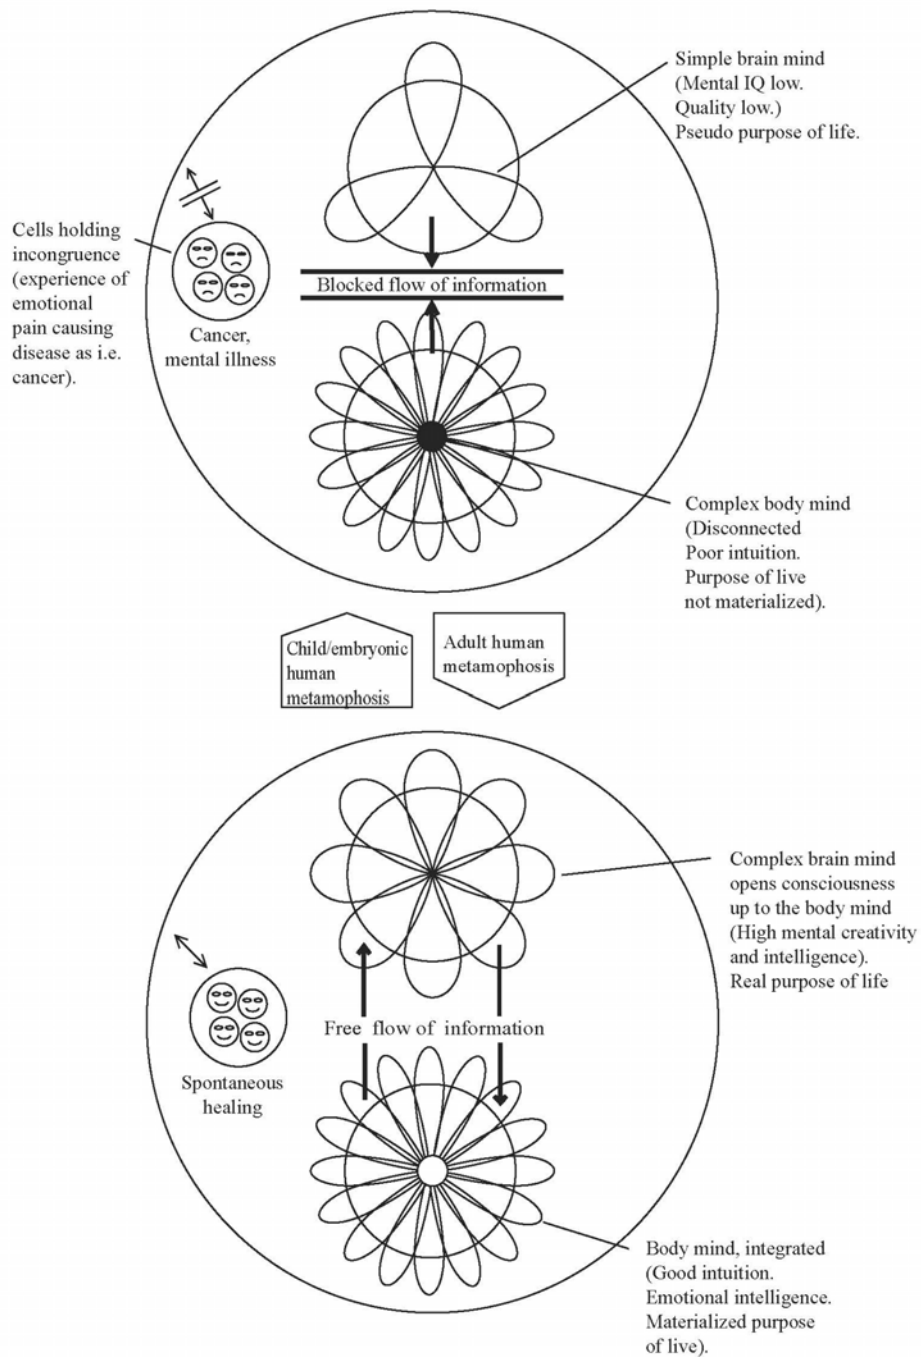 Simple brain mind
(Mental IQ low.
Quality low.)
Pseudo purpose of life.
Cells holding
incongruence
(experience of
emotional
pain causing
disease as i.e.
cancer).
Blocked flow of information
Cancer,
mental illness
Complex body mind
(Disconnected
Poor intuition.
Purpose of live
not materialized).
Child/embryonic
human
metamophosis
Adult human
metamophosis
Complex brain mind
opens consciousness
up to the body mind
(High mental creativity
and intelligence).
Real purpose of life
Free flow of information
Spontaneous
healing
Body mind, integrated
(Good intuition.
Emotional intelligence.
Materialized purpose
of live).